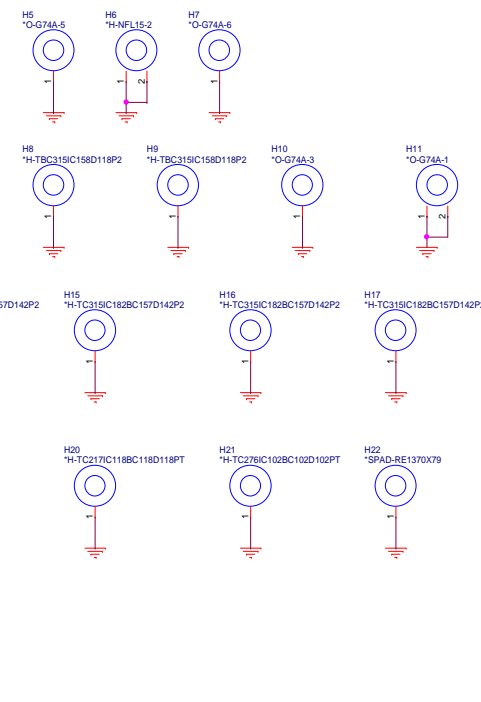 H5 H6 H7
*O-G74A-5 *H-NFL15-2 *O-G74A-6
1 1 2 1
H8 H9 H10 H11
*H-TBC315IC158D118P2 *H-TBC315IC158D118P2 *O-G74A-3 *O-G74A-1
1 1 1 1 2
H15 H16 H17
57D142P2 *H-TC315IC182BC157D142P2 *H-TC315IC182BC157D142P2 *H-TC315IC182BC157D142P
1 1 1
H20 H21 H22
*H-TC217IC118BC118D118PT *H-TC276IC102BC102D102PT *SPAD-RE1370X79
1 1 1